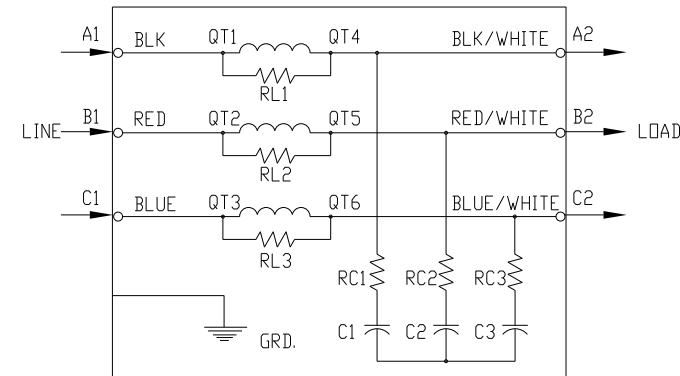 A1 BLK QT1 QT4 BLK/WHITE A2
RL1
LINE B1 RED QT2 QT5 RED/WHITE B2 LOAD
RL2
C1 BLUE QT3 QT6 BLUE/WHITE C2
RL3
RC1 RC2 RC3
GRD. C1 C2 C3